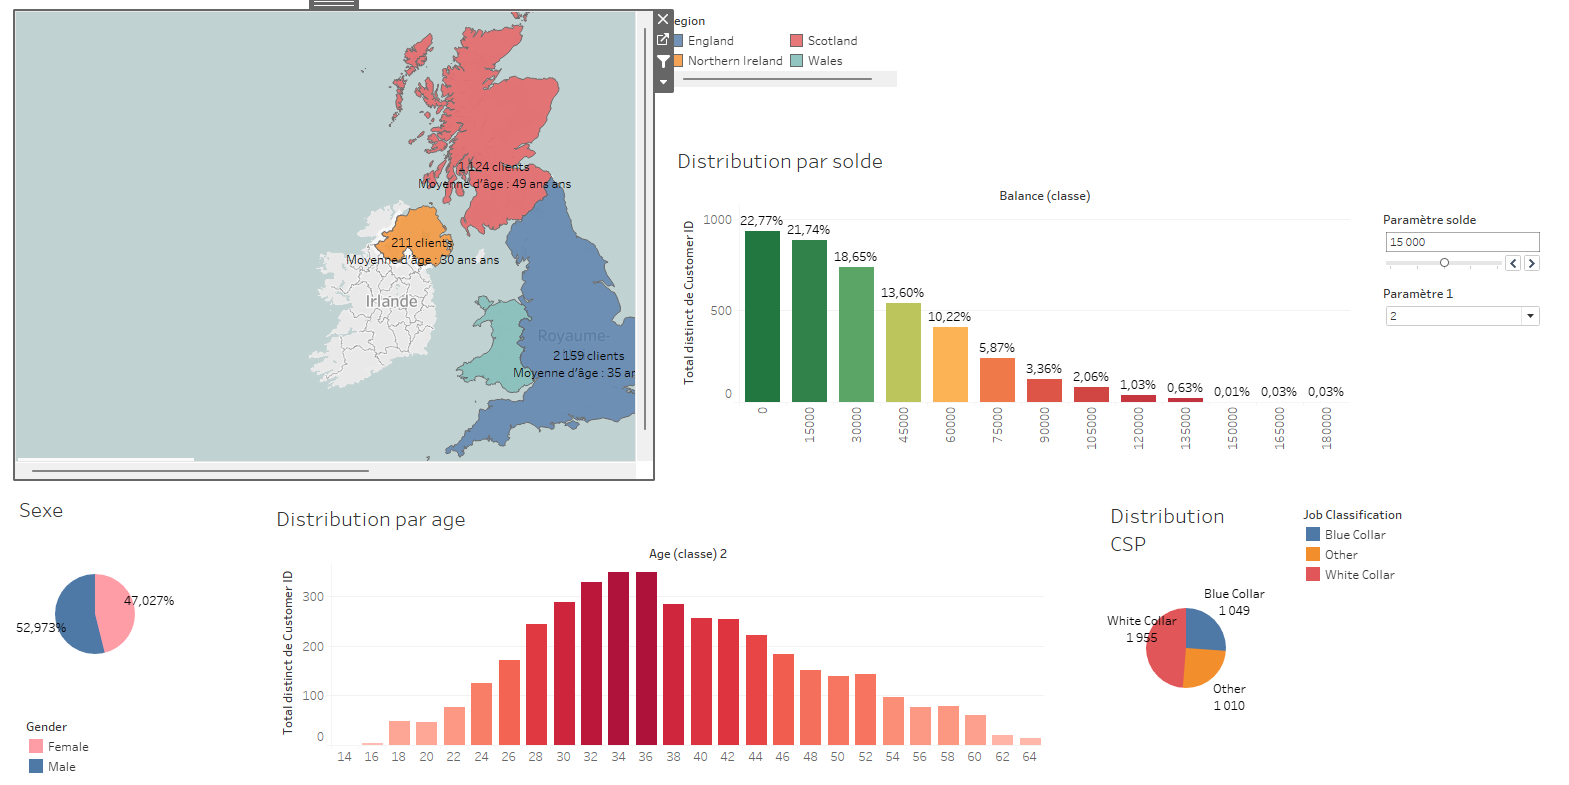 egion
England
Scotland
Northern Ireland
Wales
1 124 clients
Moyenne d'âge : 49 ans ans
211 clients
Moyenne d'âge : 30 ans ans
Irlande
Royaume-
2 159 clients
Moyenne d'âge : 35 ar
Distribution par solde
Balance (classe)
Total distinct de Customer ID
1000
500
0
22,77%
21,74%
18,65%
13,60%
10,22%
5,87%
3,36%
2,06%
1,03%
0,63%
0,01%
0,03%
0,03%
0
15000
30000
45000
60000
75000
90000
105000
120000
135000
150000
165000
180000
Paramètre solde
15 000
Paramètre 1
2
Sexe
47,027%
52,973%
Gender
Female
Male
Distribution par age
Age (classe) 2
Total distinct de Customer ID
300
200
100
0
14 16 18 20 22 24 26 28 30 32 34 36 38 40 42 44 46 48 50 52 54 56 58 60 62 64
Distribution
CSP
Blue Collar
1 049
White Collar
1 955
Other
1 010
Job Classification
Blue Collar
Other
White Collar